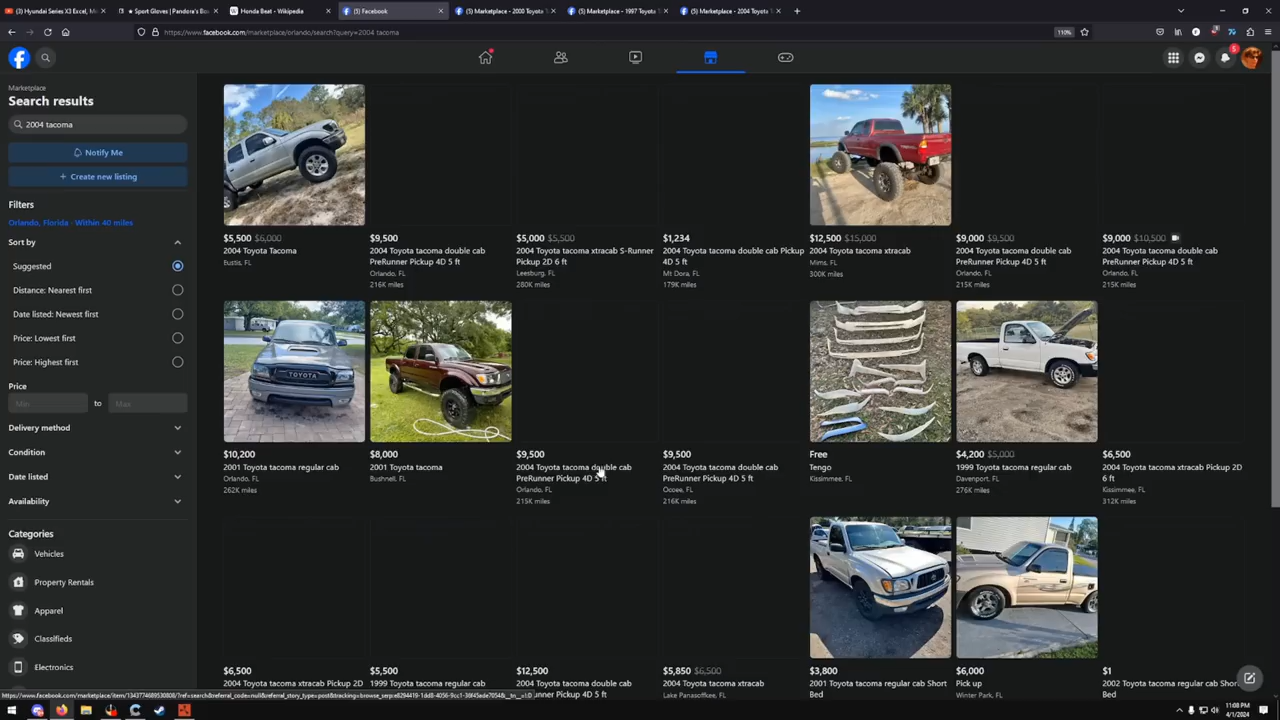 (5) Hyundai Series X3 Excel, M
Sport Gloves | Pandora's Bo
Honda Beat - Wikipedia
(5) Facebook
(5) Marketplace - 2000 Toyota
(5) Marketplace - 1997 Toyota
(5) Marketplace - 2004 Toyota T
https://www.facebook.com/marketplace/orlando/search?query=2004 tacoma
110%
5
Marketplace
Search results
2004 tacoma
Notify Me
+ Create new listing
Filters
Orlando, Florida · Within 40 miles
Sort by
Suggested
Distance: Nearest first
Date listed: Newest first
Price: Lowest first
Price: Highest first
Price
Min to Max
Delivery method
Condition
Date listed
Availability
Categories
Vehicles
Property Rentals
Apparel
Classifieds
Electronics
$5,500 $6,000
2004 Toyota Tacoma
Eustis, FL
$9,500
2004 Toyota tacoma double cab
PreRunner Pickup 4D 5 ft
Orlando, FL
216K miles
$5,000 $5,500
2004 Toyota tacoma xtracab S-Runner
Pickup 2D 6 ft
Leesburg, FL
280K miles
$1,234
2004 Toyota tacoma double cab Pickup
4D 5 ft
Mt Dora, FL
179K miles
$12,500 $15,000
2004 Toyota tacoma xtracab
Mims, FL
300K miles
$9,000 $9,500
2004 Toyota tacoma double cab
PreRunner Pickup 4D 5 ft
Orlando, FL
215K miles
$9,000 $10,500
2004 Toyota tacoma double cab
PreRunner Pickup 4D 5 ft
Orlando, FL
215K miles
TOYOTA
$10,200
2001 Toyota tacoma regular cab
Orlando, FL
262K miles
$8,000
2001 Toyota tacoma
Bushnell, FL
$9,500
2004 Toyota tacoma double cab
PreRunner Pickup 4D 5 ft
Orlando, FL
215K miles
$9,500
2004 Toyota tacoma double cab
PreRunner Pickup 4D 5 ft
Ocoee, FL
216K miles
Free
Tengo
Kissimmee, FL
$4,200 $5,000
1999 Toyota tacoma regular cab
Davenport, FL
276K miles
$6,500
2004 Toyota tacoma xtracab Pickup 2D
6 ft
Kissimmee, FL
312K miles
$6,500
2004 Toyota tacoma xtracab Pickup 2D
$5,500
1999 Toyota tacoma regular cab
$12,500
2004 Toyota tacoma double cab
PreRunner Pickup 4D 5 ft
$5,850 $6,500
2004 Toyota tacoma xtracab
Lake Panasoffkee, FL
$3,800
2001 Toyota tacoma regular cab Short
Bed
$6,000
Pick up
Winter Park, FL
$1
2002 Toyota tacoma regular cab Short
Bed
11:08 PM
4/1/2024